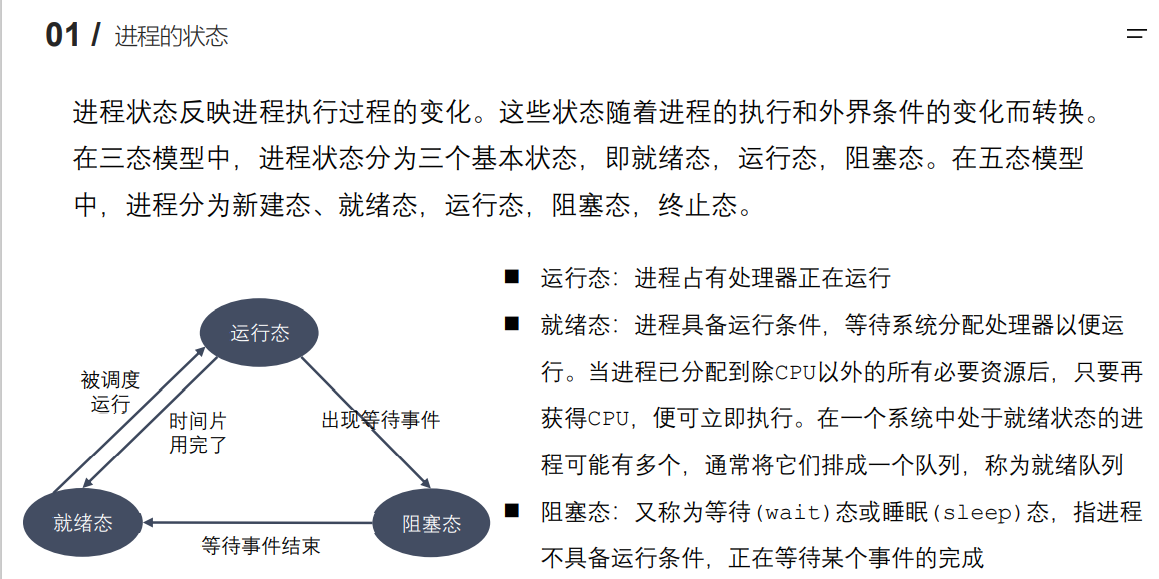 01 / 进程的状态
进程状态反映进程执行过程的变化。这些状态随着进程的执行和外界条件的变化而转换。
在三态模型中，进程状态分为三个基本状态，即就绪态，运行态，阻塞态。在五态模型
中，进程分为新建态、就绪态，运行态，阻塞态，终止态。
运行态
被调度
运行
时间片
用完了
出现等待事件
就绪态
阻塞态
等待事件结束
■ 运行态：进程占有处理器正在运行
■ 就绪态：进程具备运行条件，等待系统分配处理器以便运
行。当进程已分配到除CPU以外的所有必要资源后，只要再
获得CPU，便可立即执行。在一个系统中处于就绪状态的进
程可能有多个，通常将它们排成一个队列，称为就绪队列
■ 阻塞态：又称为等待(wait)态或睡眠(sleep)态，指进程
不具备运行条件，正在等待某个事件的完成